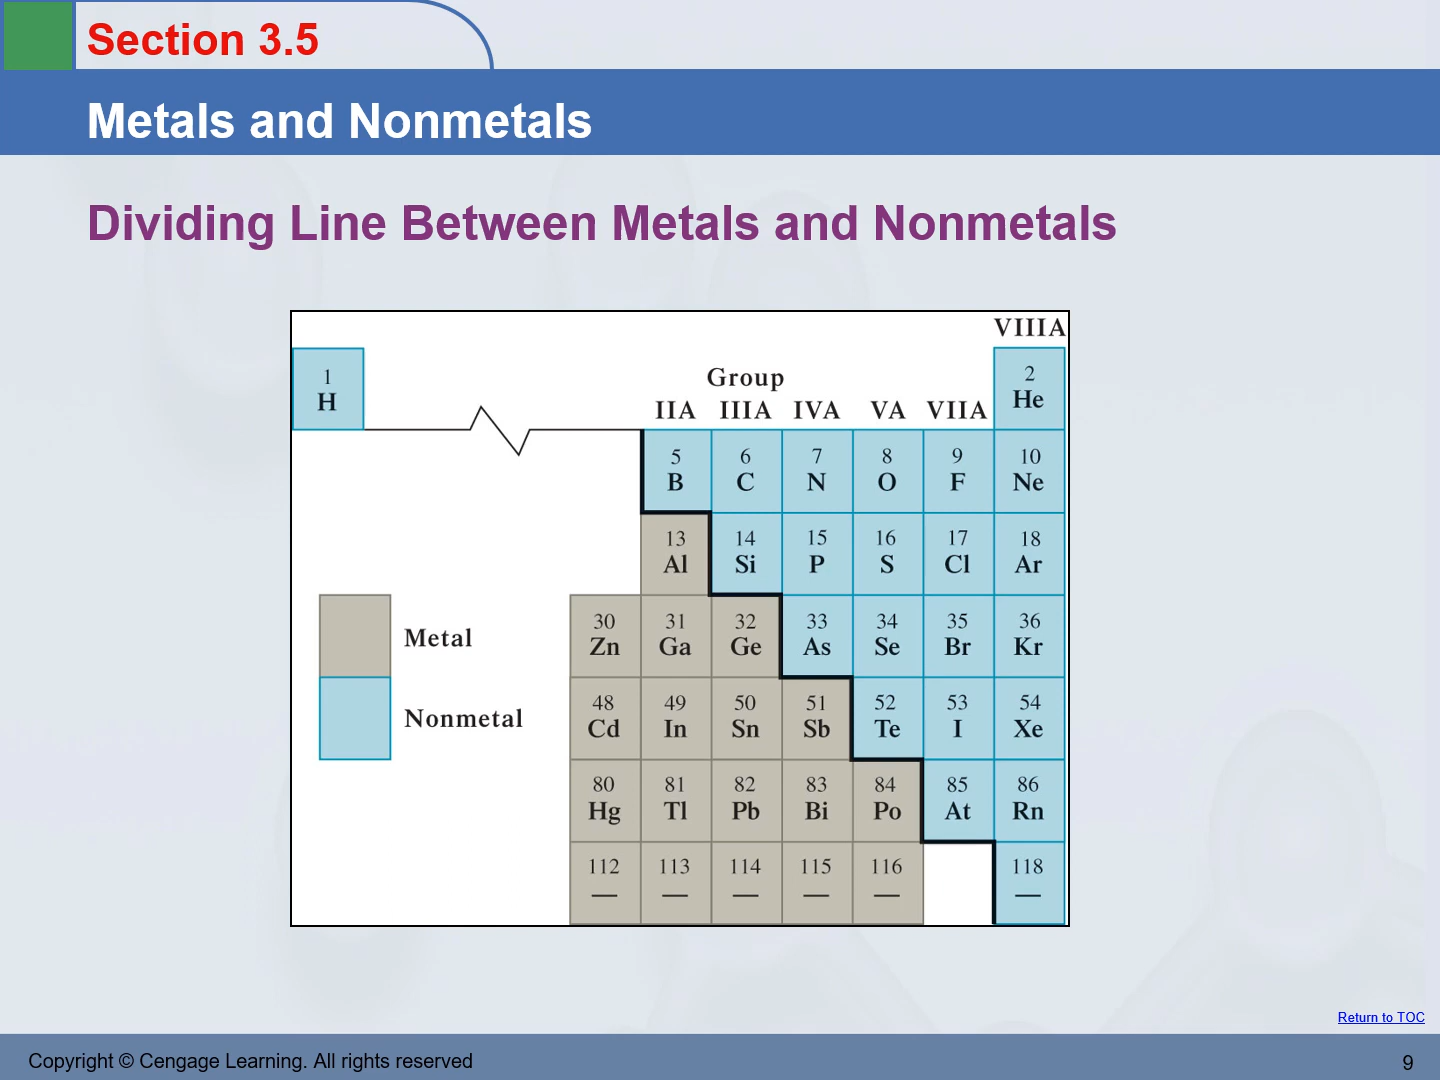 Section 3.5
Metals and Nonmetals
Dividing Line Between Metals and Nonmetals
VIIIA
1 2
H Group He
IIA IIIA IVA VA VIIA
5 6 7 8 9 10
B C N O F Ne
13 14 15 16 17 18
Al Si P S Cl Ar
30 31 32 33 34 35 36
Metal Zn Ga Ge As Se Br Kr
48 49 50 51 52 53 54
Nonmetal Cd In Sn Sb Te I Xe
80 81 82 83 84 85 86
Hg Tl Pb Bi Po At Rn
112 113 114 115 116 118
— — — — — —
Return to TOC
Copyright © Cengage Learning. All rights reserved 9